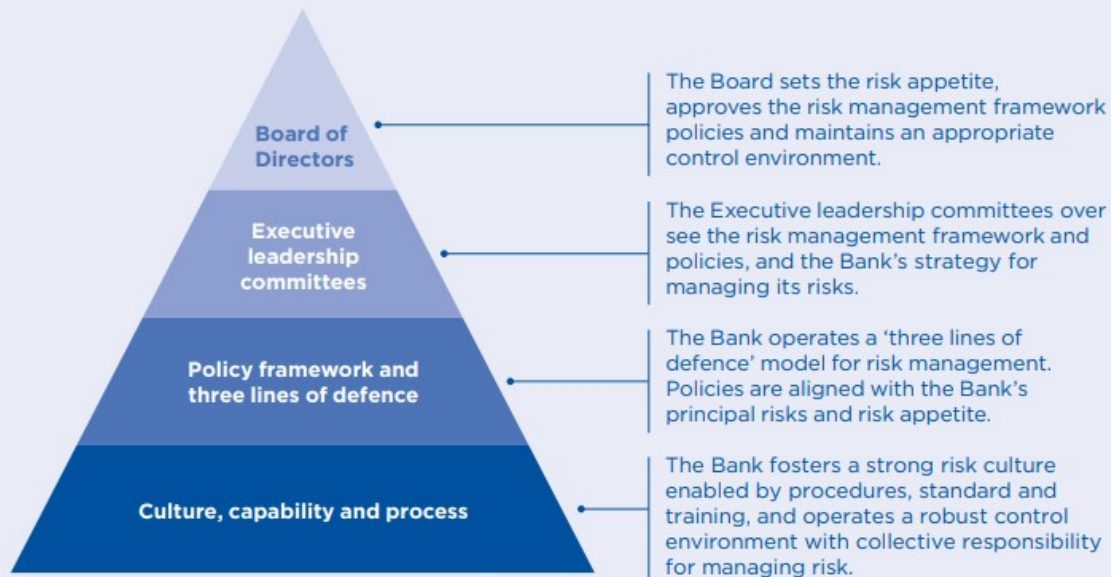 Board of
Directors
The Board sets the risk appetite,
approves the risk management framework
policies and maintains an appropriate
control environment.
Executive
leadership
committees
The Executive leadership committees over
see the risk management framework and
policies, and the Bank’s strategy for
managing its risks.
Policy framework and
three lines of defence
The Bank operates a ‘three lines of
defence’ model for risk management.
Policies are aligned with the Bank’s
principal risks and risk appetite.
Culture, capability and process
The Bank fosters a strong risk culture
enabled by procedures, standard and
training, and operates a robust control
environment with collective responsibility
for managing risk.